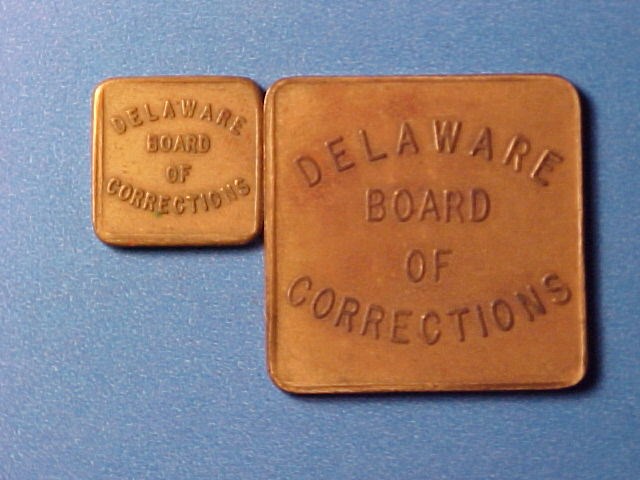 DELAWARE
BOARD
OF
CORRECTIONS
DELAWARE
BOARD
OF
CORRECTIONS